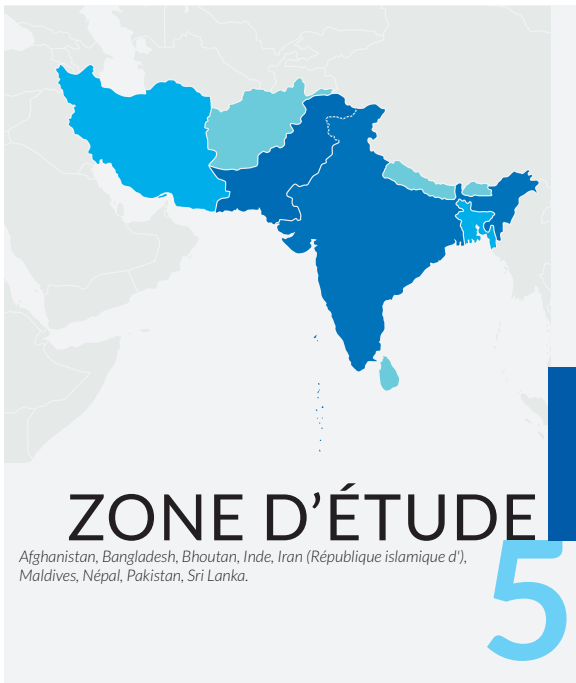 ZONE D’ÉTUDE
5
Afghanistan, Bangladesh, Bhoutan, Inde, Iran (République islamique d'),
Maldives, Népal, Pakistan, Sri Lanka.